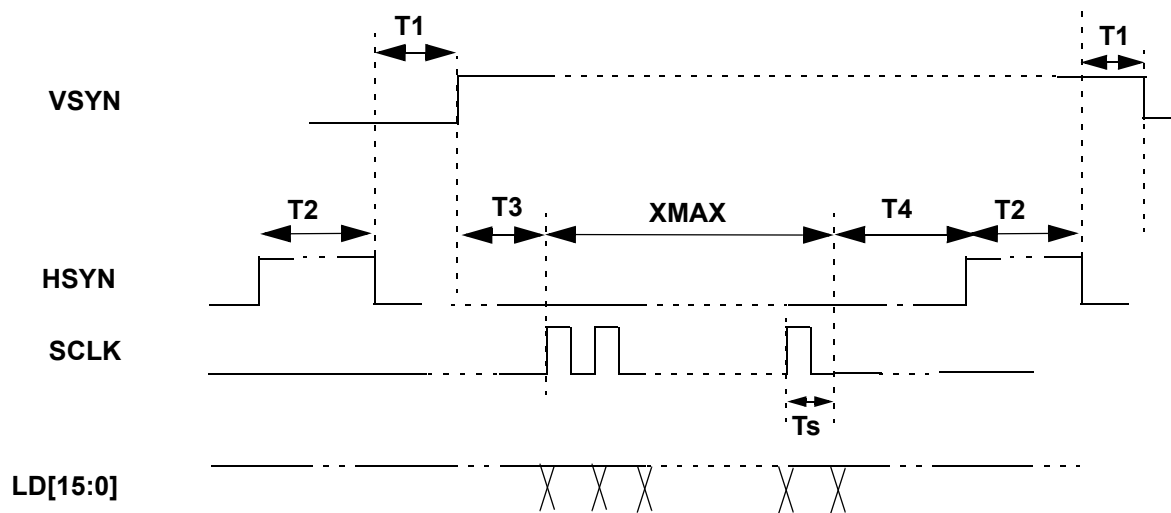 T1
T1
VSYN
T2
T3
XMAX
T4
T2
HSYN
SCLK
Ts
LD[15:0]